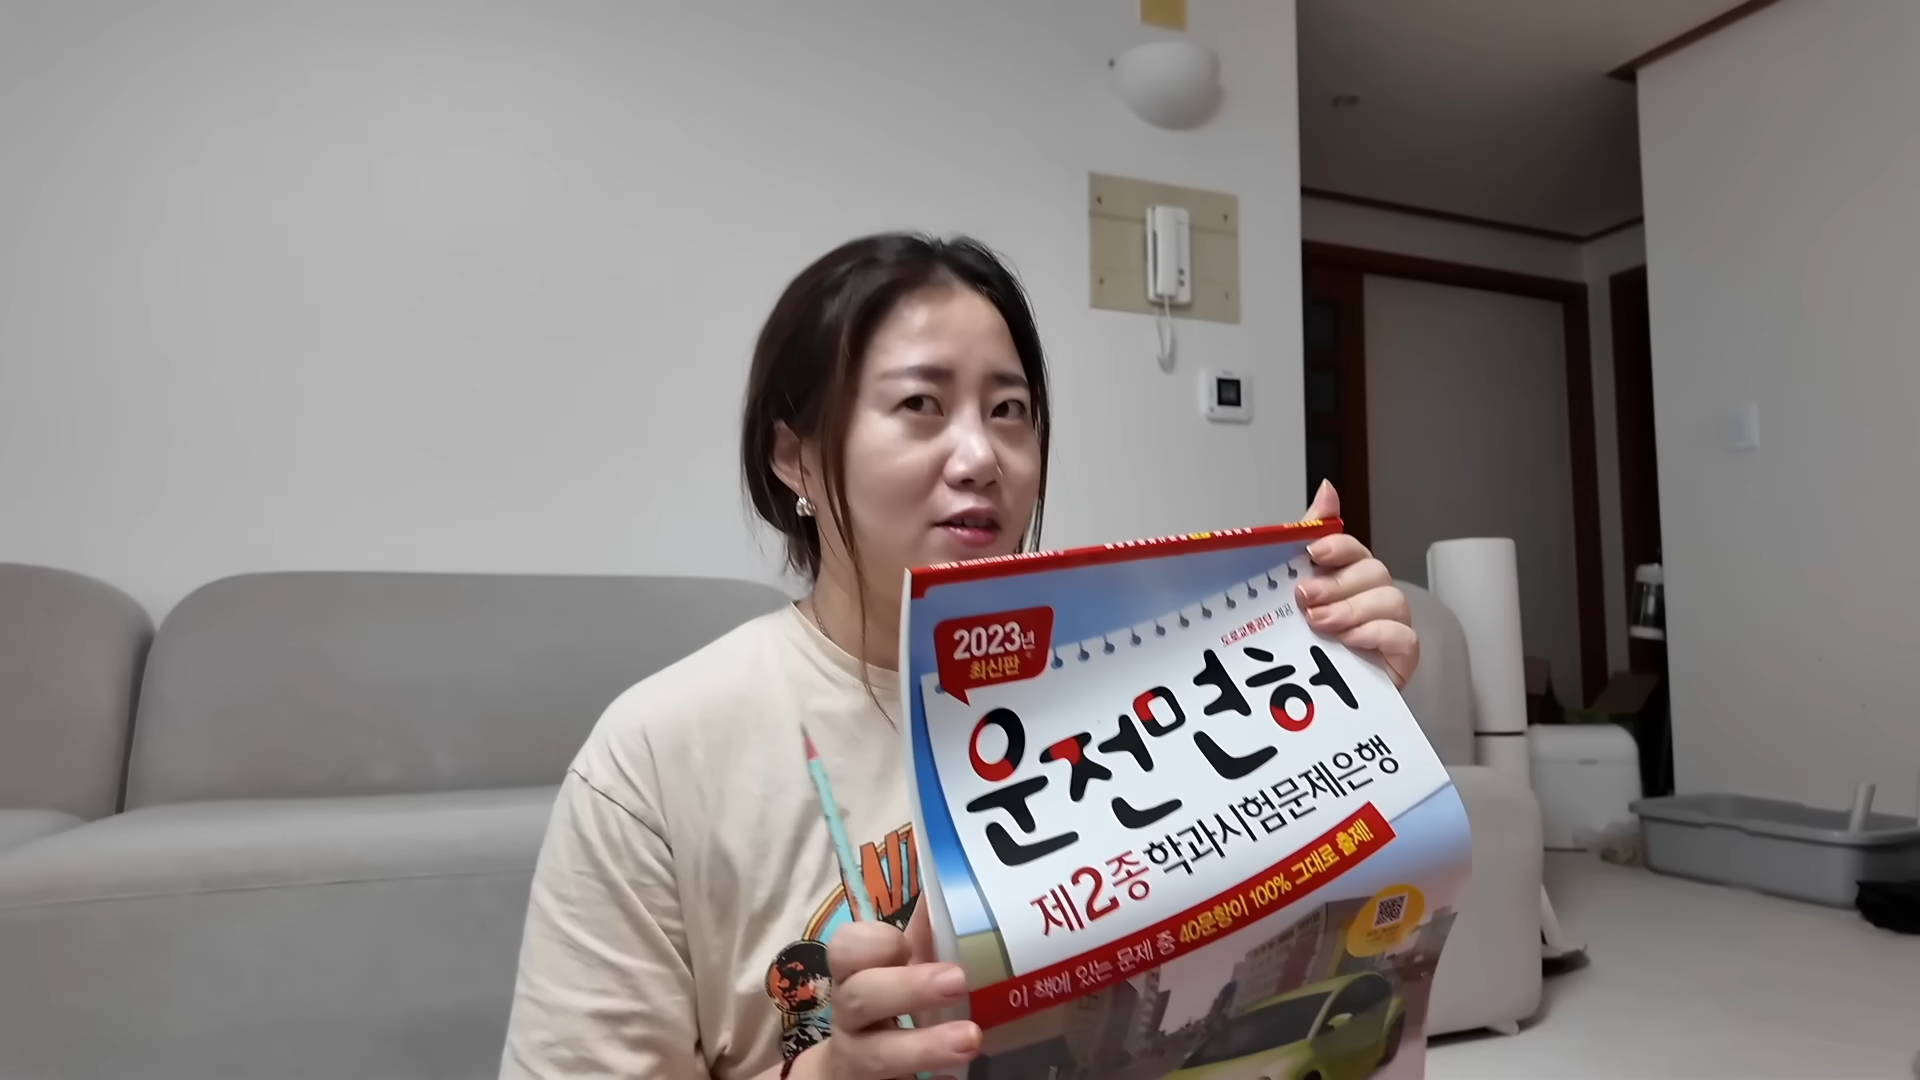 2023년
최신판
도로교통공단 제공
운전면허
제2종 학과시험문제은행
이 책에 있는 문제 중 40문항이 100% 그대로 출제!